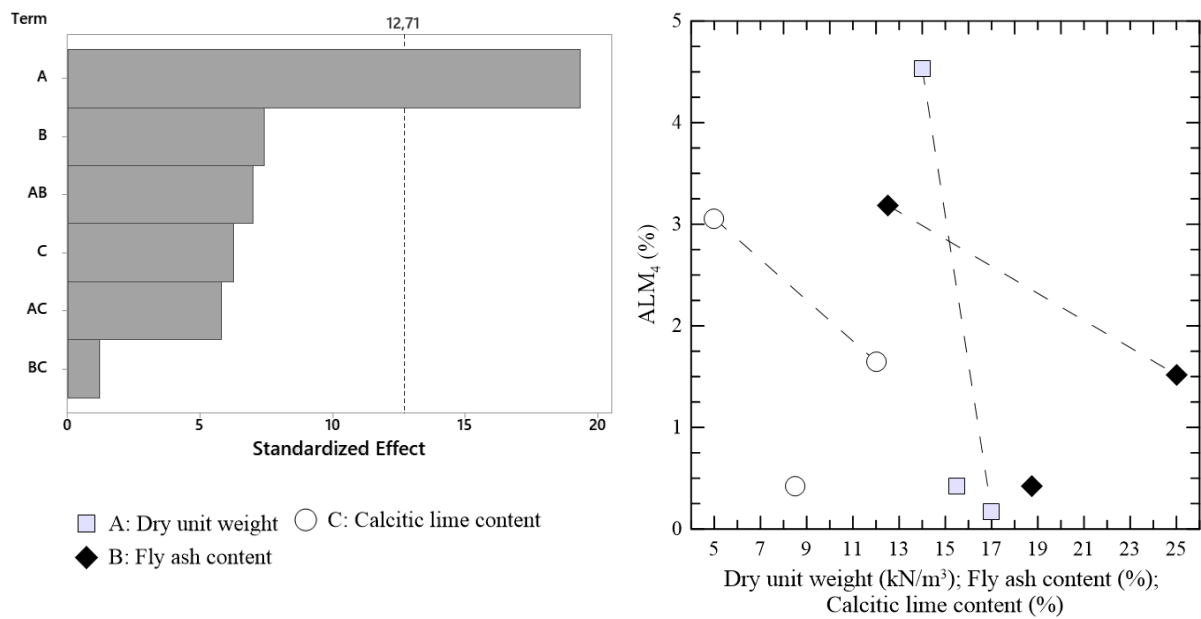 Term
12,71
A
B
AB
C
AC
BC
0 5 10 15 20
Standardized Effect
A: Dry unit weight
C: Calcitic lime content
B: Fly ash content
5
4
3
2
1
0
ALM₄ (%)
5 7 9 11 13 15 17 19 21 23 25
Dry unit weight (kN/m³); Fly ash content (%);
Calcitic lime content (%)